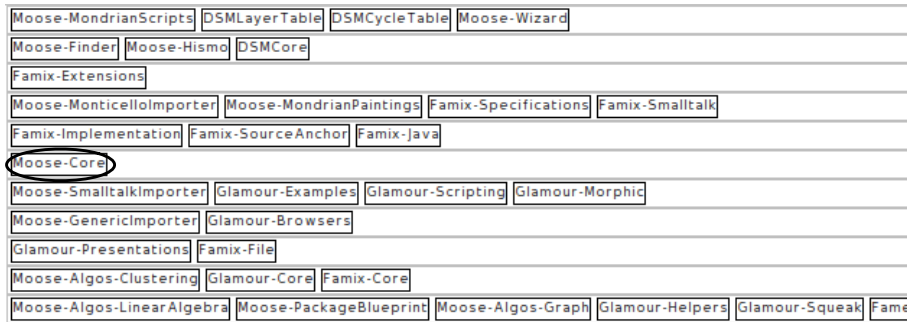 Moose-MondrianScripts DSMLayerTable DSMCycleTable Moose-Wizard
Moose-Finder Moose-Hismo DSMCore
Famix-Extensions
Moose-MonticelloImporter Moose-MondrianPaintings Famix-Specifications Famix-Smalltalk
Famix-Implementation Famix-SourceAnchor Famix-Java
Moose-Core
Moose-SmalltalkImporter Glamour-Examples Glamour-Scripting Glamour-Morphic
Moose-GenericImporter Glamour-Browsers
Glamour-Presentations Famix-File
Moose-Algos-Clustering Glamour-Core Famix-Core
Moose-Algos-LinearAlgebra Moose-PackageBlueprint Moose-Algos-Graph Glamour-Helpers Glamour-Squeak Fame